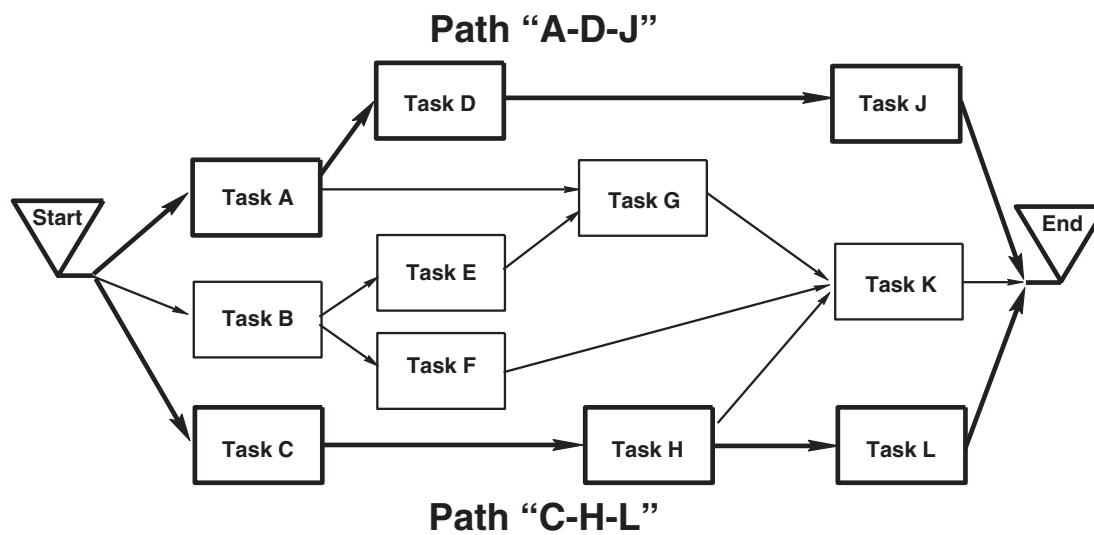 Path “A-D-J”
Task D
Task J
Task A
Task G
Start
End
Task E
Task K
Task B
Task F
Task C
Task H
Task L
Path “C-H-L”